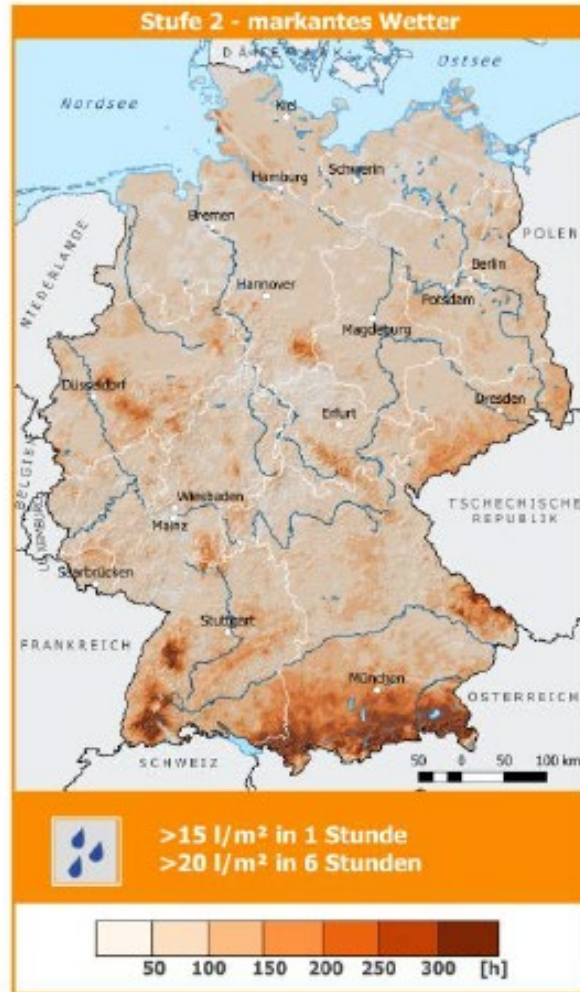 Stufe 2 - markantes Wetter
DÄNEMARK
Ostsee
Nordsee
Kiel
Schwerin
Hamburg
Bremen
POLEN
NIEDERLANDE
Berlin
Hannover
Potsdam
Magdeburg
Düsseldorf
Dresden
Erfurt
BELGIEN
Wiesbaden
TSCHECHISCHE
REPUBLIK
LUXEMBURG
Mainz
Saarbrücken
Stuttgart
FRANKREICH
München
ÖSTERREICH
SCHWEIZ
50 0 50 100 km
>15 l/m² in 1 Stunde
>20 l/m² in 6 Stunden
50 100 150 200 250 300 [h]